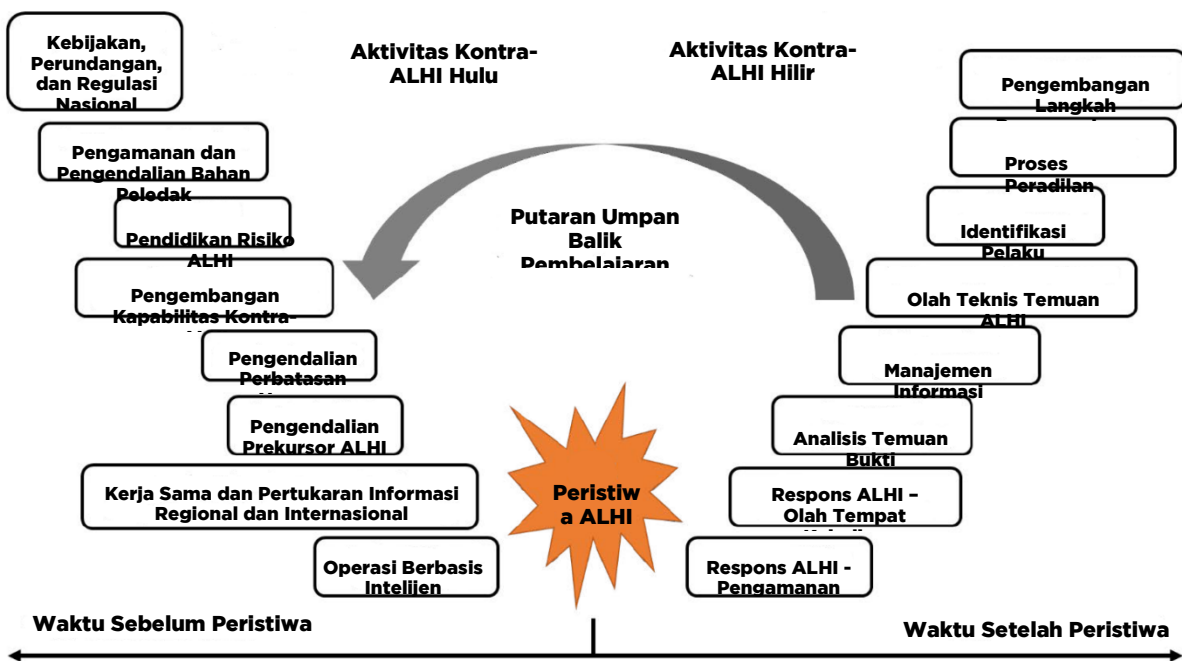 Kebijakan,
Perundangan,
dan Regulasi
Nasional
Aktivitas Kontra-
ALHI Hulu
Aktivitas Kontra-
ALHI Hilir
Pengembangan
Langkah
Pengamanan dan
Pengendalian Bahan
Peledak
Proses
Peradilan
Pendidikan Risiko
ALHI
Putaran Umpan
Balik
Pembelajaran
Identifikasi
Pelaku
Pengembangan
Kapabilitas Kontra-
Olah Teknis Temuan
ALHI
Pengendalian
Perbatasan
Manajemen
Informasi
Pengendalian
Prekursor ALHI
Analisis Temuan
Bukti
Kerja Sama dan Pertukaran Informasi
Regional dan Internasional
Peristiw
a ALHI
Respons ALHI –
Olah Tempat
Operasi Berbasis
Intelijen
Respons ALHI -
Pengamanan
Waktu Sebelum Peristiwa
Waktu Setelah Peristiwa